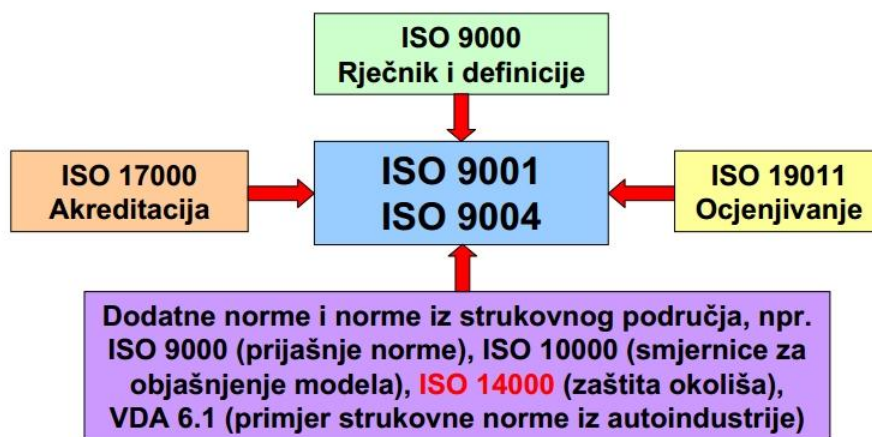 ISO 9000
Rječnik i definicije
ISO 17000
Akreditacija
ISO 9001
ISO 9004
ISO 19011
Ocjenjivanje
Dodatne norme i norme iz strukovnog područja, npr.
ISO 9000 (prijašnje norme), ISO 10000 (smjernice za
objašnjenje modela), ISO 14000 (zaštita okoliša),
VDA 6.1 (primjer strukovne norme iz autoindustrije)